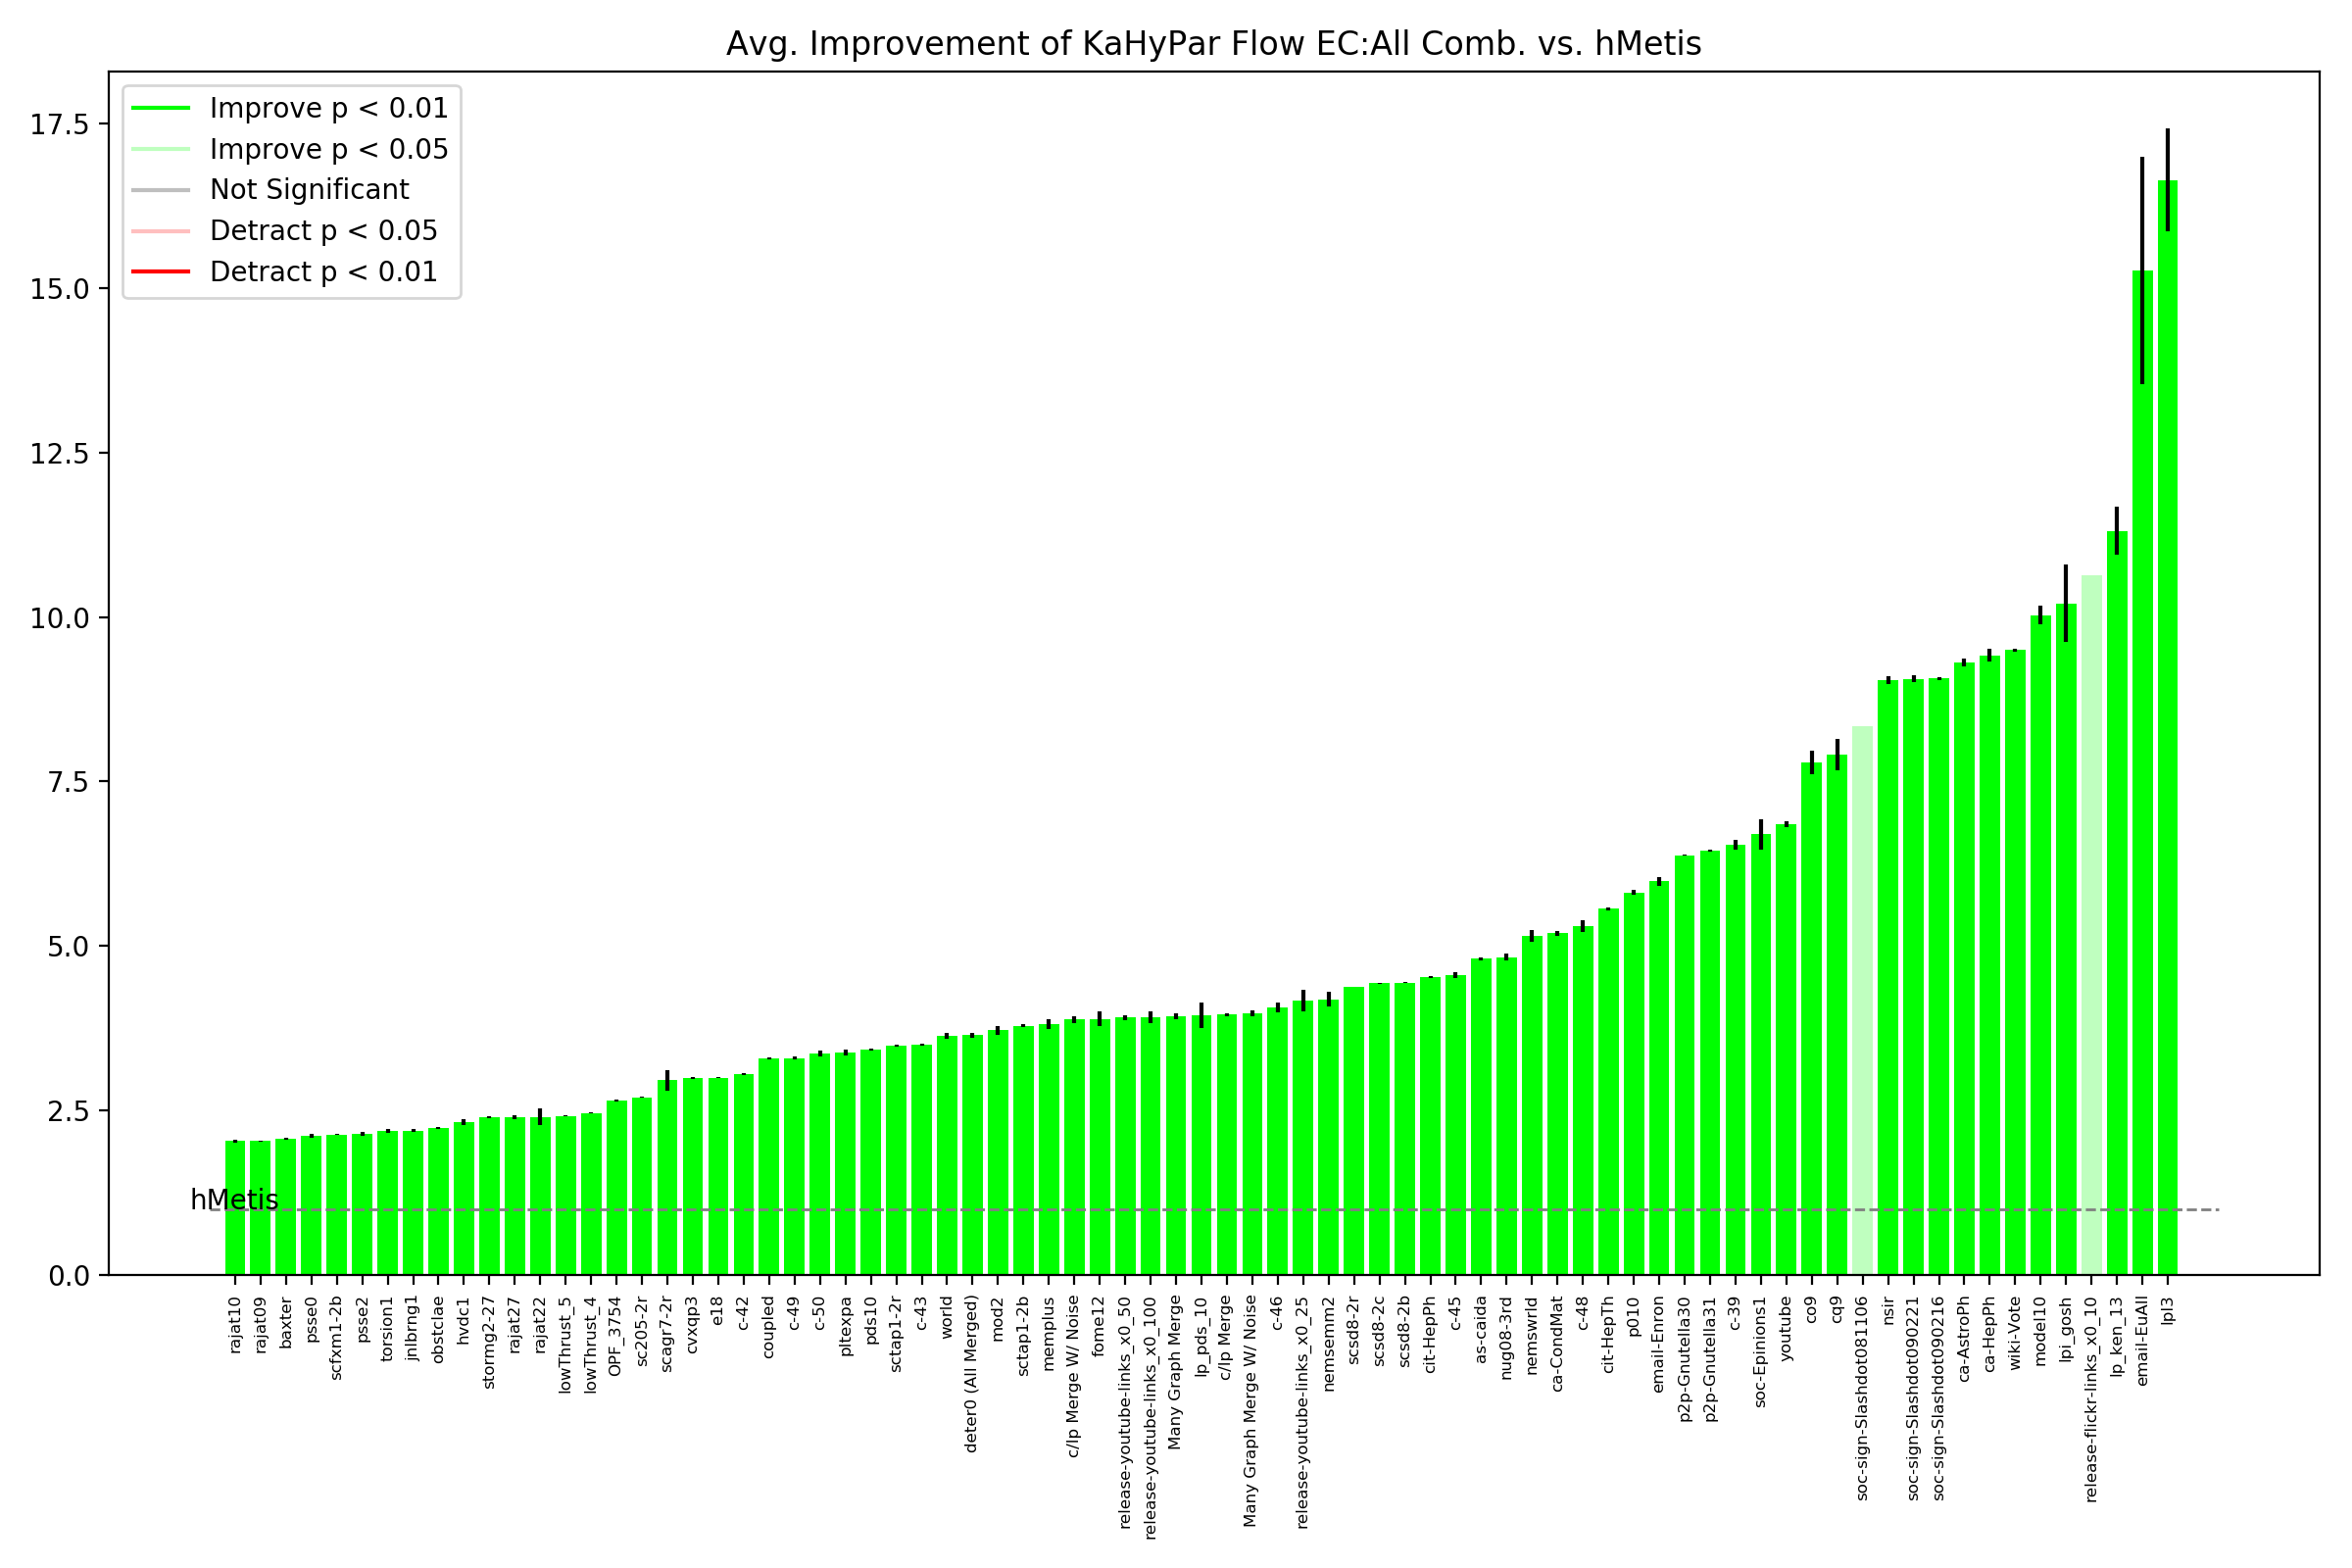 Avg. Improvement of KaHyPar Flow EC:All Comb. vs. hMetis
Improve p < 0.01
Improve p < 0.05
Not Significant
Detract p < 0.05
Detract p < 0.01
17.5
15.0
12.5
10.0
7.5
5.0
2.5
0.0
hMetis
rajat10
rajat09
baxter
psse0
scfxm1-2b
psse2
torsion1
jnlbrng1
obstclae
hvdc1
stormg2-27
rajat27
rajat22
lowThrust_5
lowThrust_4
OPF_3754
sc205-2r
scagr7-2r
cvxqp3
e18
c-42
coupled
c-49
c-50
pltexpa
pds10
sctap1-2r
c-43
world
deter0 (All Merged)
mod2
sctap1-2b
memplus
c/lp Merge W/ Noise
fome12
release-youtube-links_x0_50
release-youtube-links_x0_100
Many Graph Merge
lp_pds_10
c/lp Merge
Many Graph Merge W/ Noise
c-46
release-youtube-links_x0_25
nemsemm2
scsd8-2r
scsd8-2c
scsd8-2b
cit-HepPh
c-45
as-caida
nug08-3rd
nemswrld
ca-CondMat
c-48
cit-HepTh
p010
email-Enron
p2p-Gnutella30
p2p-Gnutella31
c-39
soc-Epinions1
youtube
co9
cq9
soc-sign-Slashdot081106
nsir
soc-sign-Slashdot090221
soc-sign-Slashdot090216
ca-AstroPh
ca-HepPh
wiki-Vote
model10
lpi_gosh
release-flickr-links_x0_10
lp_ken_13
email-EuAll
lpl3